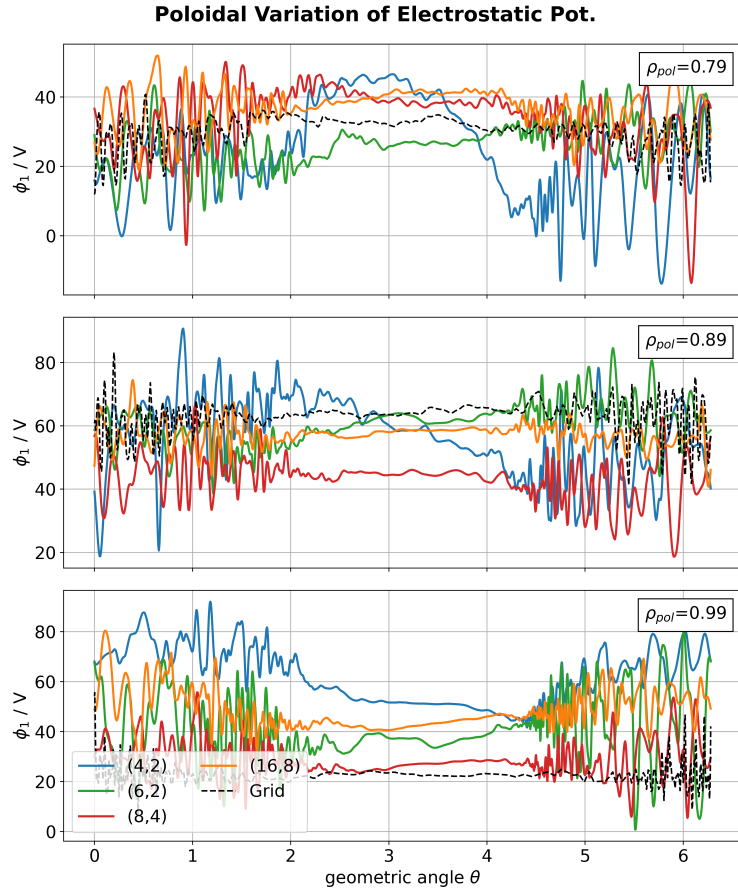 Poloidal Variation of Electrostatic Pot.
ρpol=0.79
40
20
0
ϕ1 / V
ρpol=0.89
80
60
40
20
ϕ1 / V
ρpol=0.99
80
60
40
20
0
ϕ1 / V
(4,2)
(6,2)
(8,4)
(16,8)
Grid
0 1 2 3 4 5 6
geometric angle θ